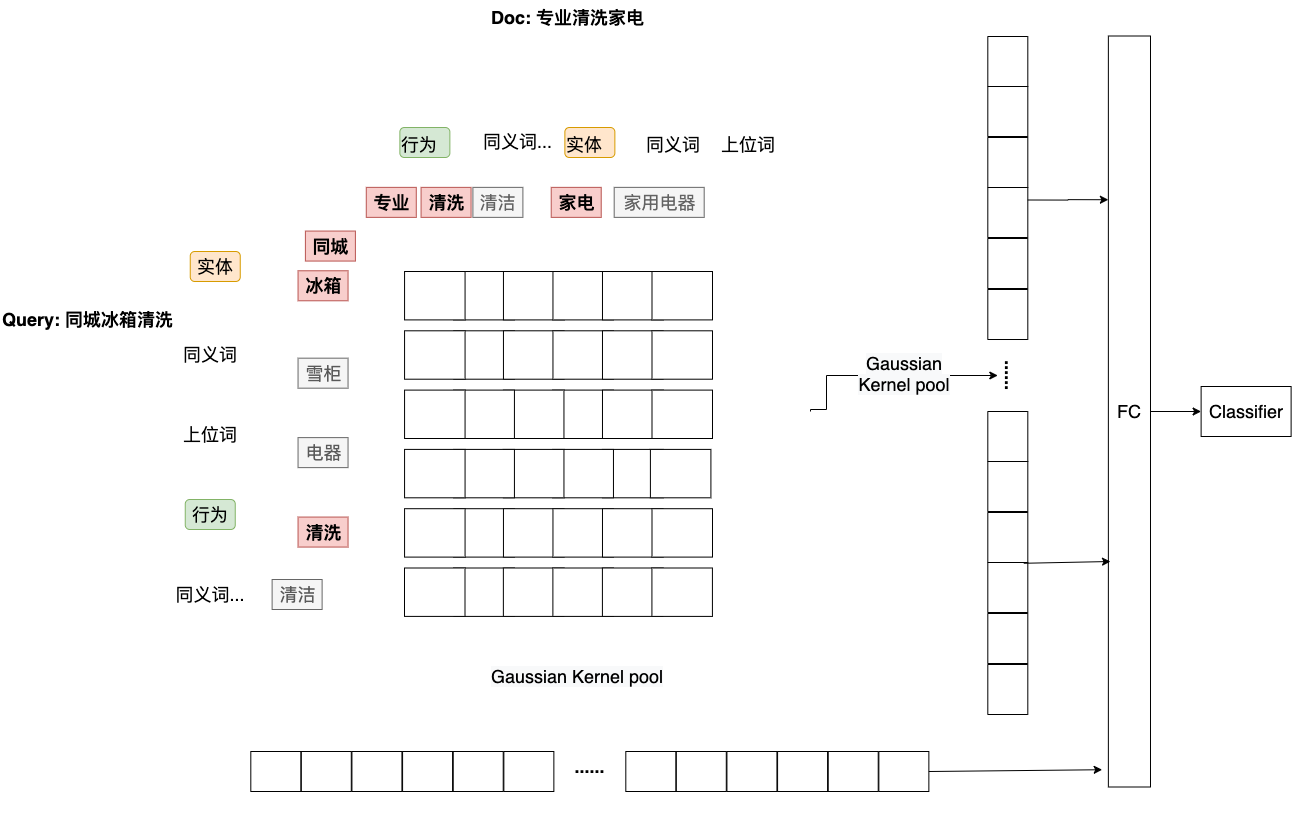 Doc: 专业清洗家电
行为 同义词... 实体 同义词 上位词
专业 清洗 清洁 家电 家用电器
同城
实体 冰箱
Query: 同城冰箱清洗
同义词 雪柜
Gaussian
Kernel pool
上位词 电器
FC
Classifier
行为 清洗
同义词... 清洁
Gaussian Kernel pool
......